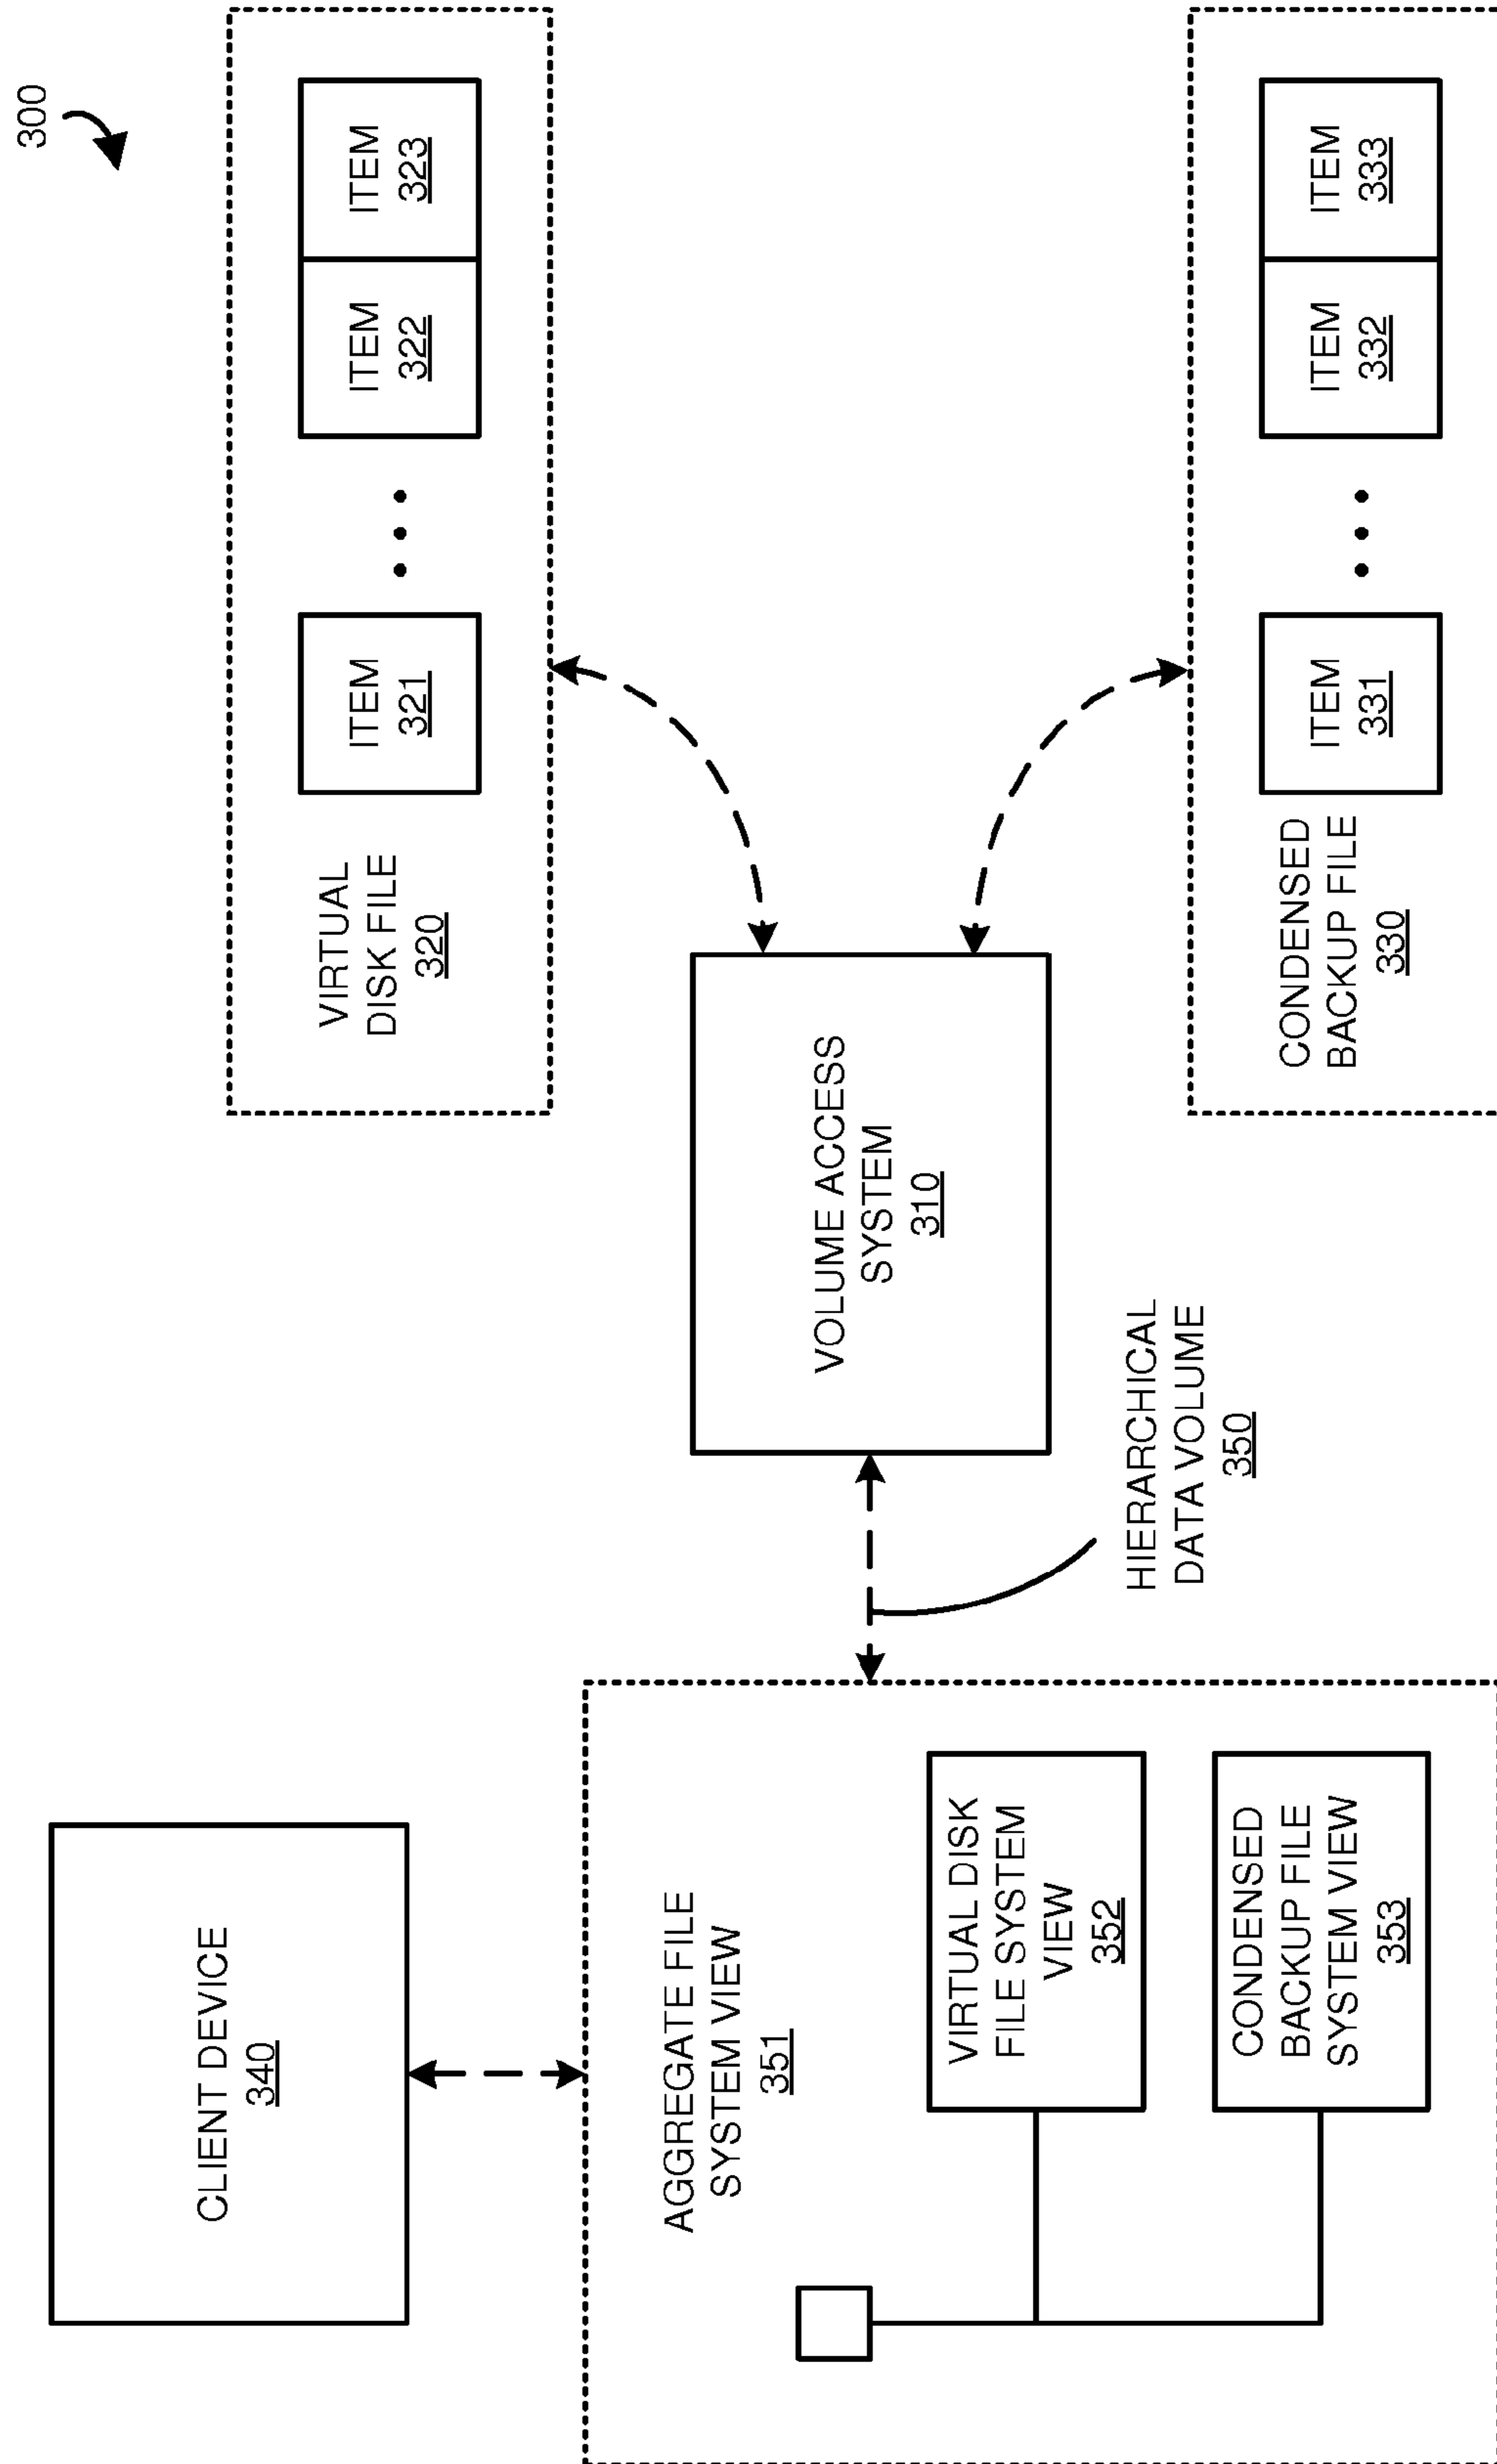 300
CLIENT DEVICE
340
AGGREGATE FILE
SYSTEM VIEW
351
VIRTUAL DISK
FILE SYSTEM
VIEW
352
CONDENSED
BACKUP FILE
SYSTEM VIEW
353
HIERARCHICAL
DATA VOLUME
350
VOLUME ACCESS
SYSTEM
310
VIRTUAL
DISK FILE
320
ITEM
321
ITEM
322
ITEM
323
CONDENSED
BACKUP FILE
330
ITEM
331
ITEM
332
ITEM
333